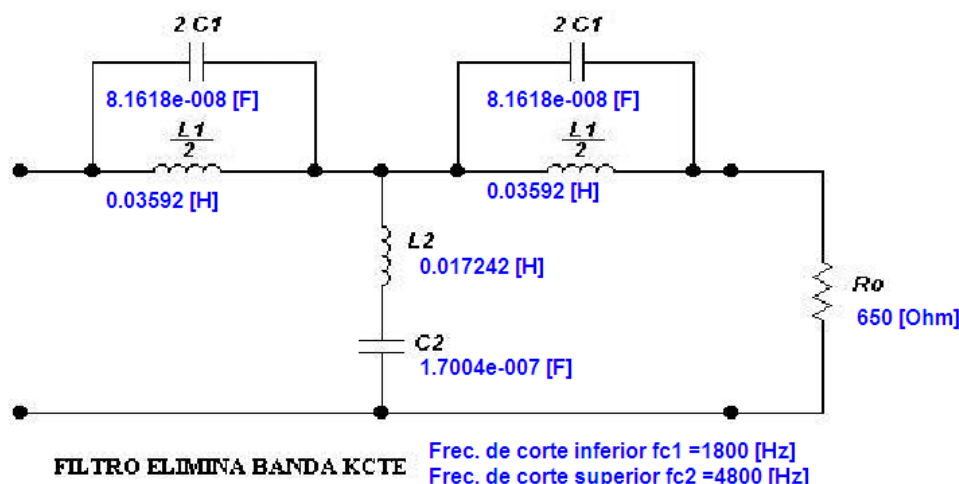 2 C1
2 C1
8.1618e-008 [F]
8.1618e-008 [F]
L1
2
L1
2
0.03592 [H]
0.03592 [H]
L2
0.017242 [H]
Ro
650 [Ohm]
C2
1.7004e-007 [F]
FILTRO ELIMINA BANDA KCTE
Frec. de corte inferior fc1 =1800 [Hz]
Frec. de corte superior fc2 =4800 [Hz]